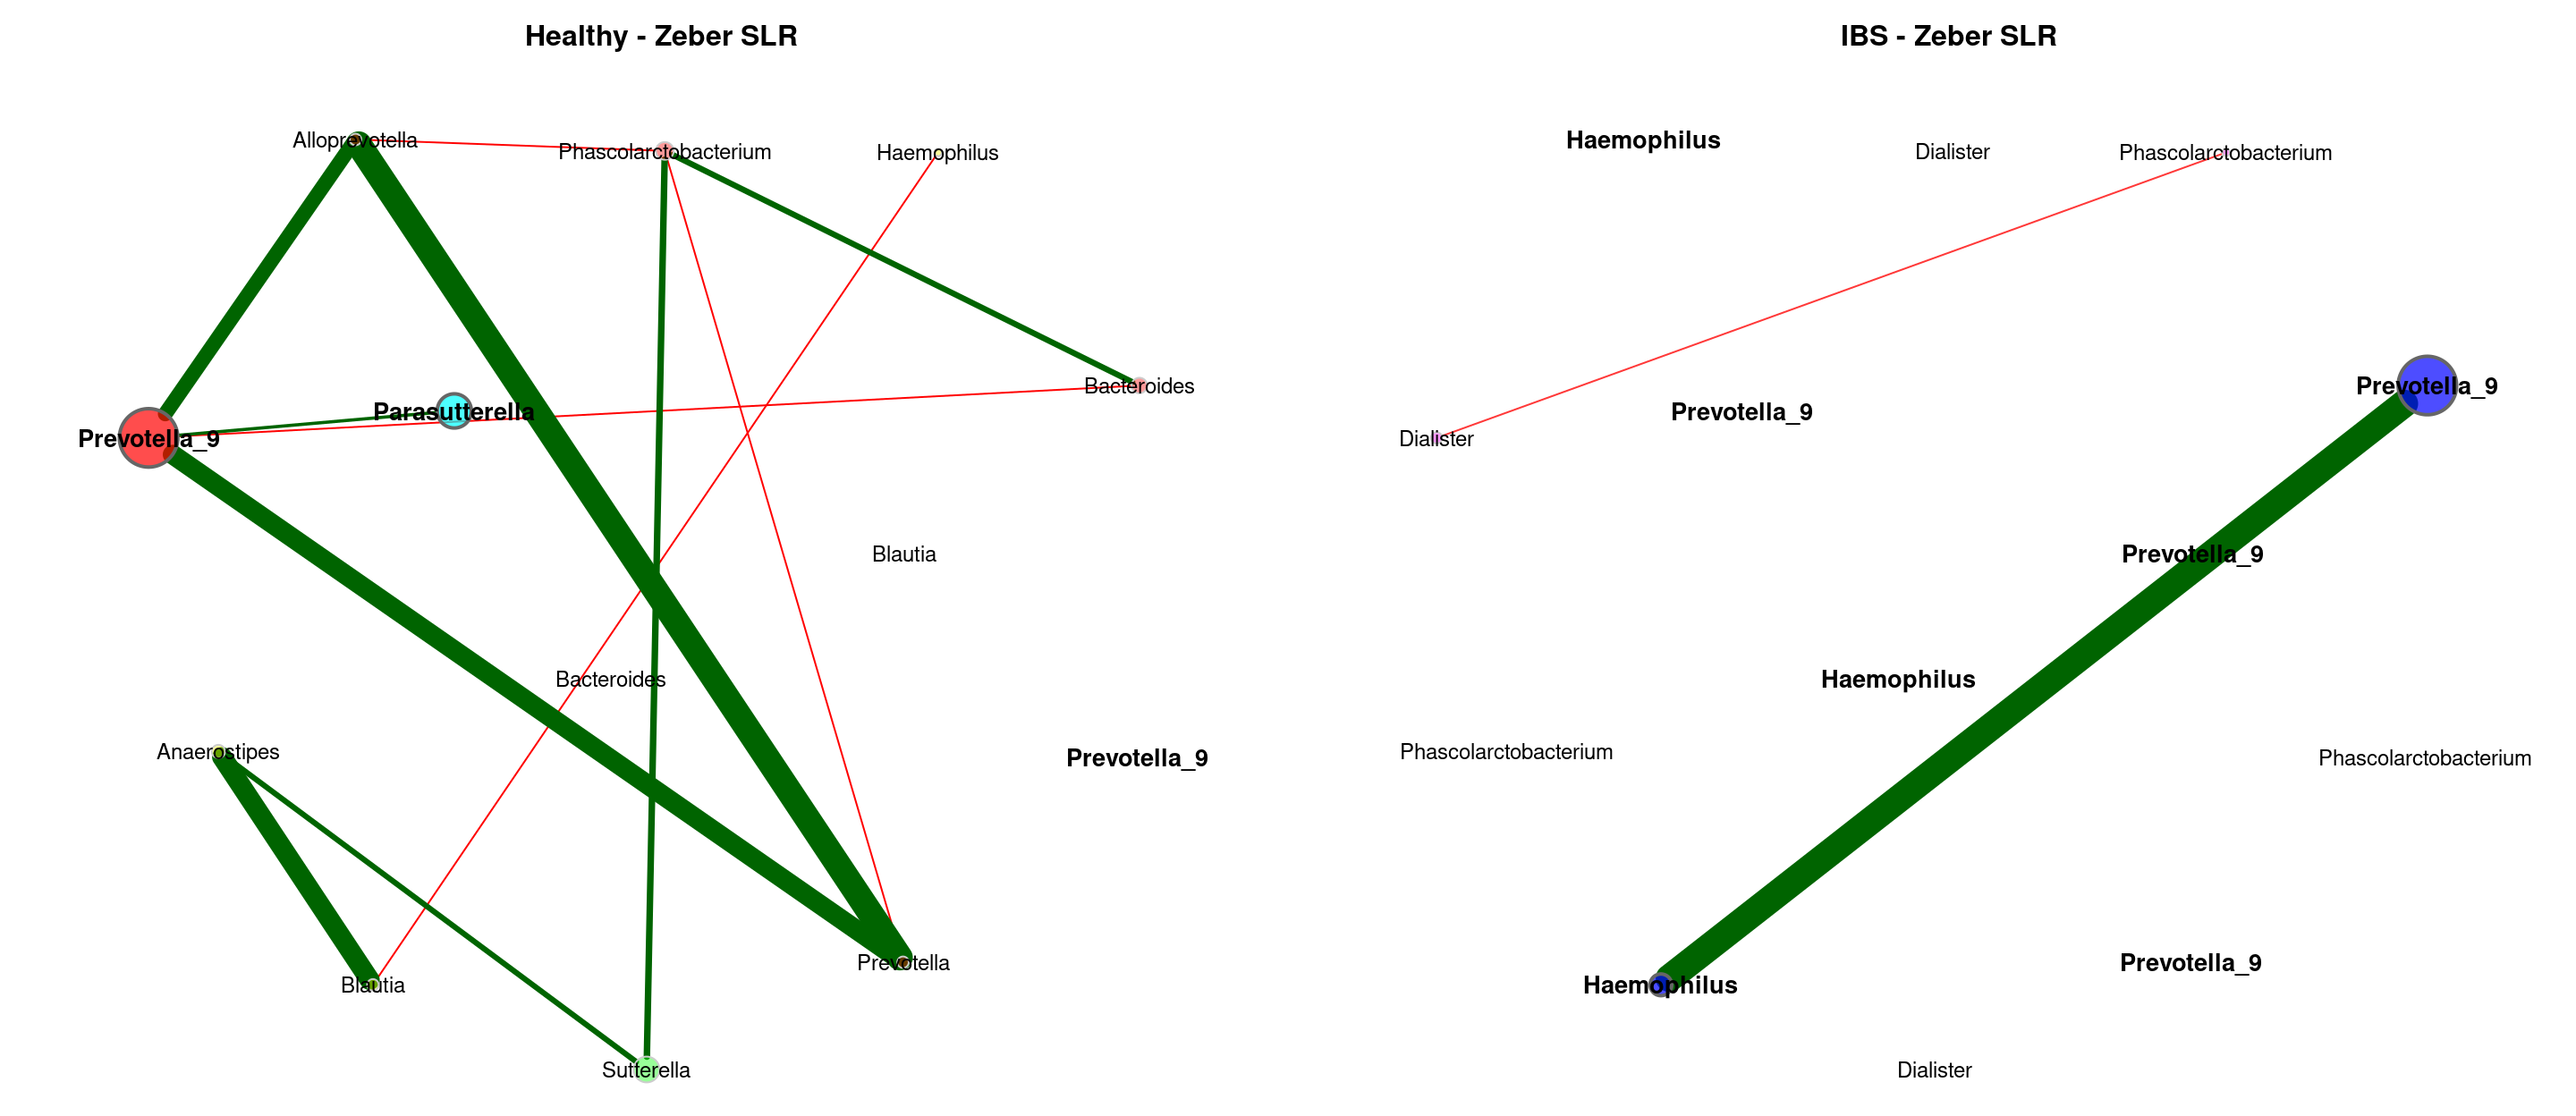 Healthy - Zeber SLR
Alloprevotella
Phascolarctobacterium
Haemophilus
Bacteroides
Parasutterella
Prevotella_9
Blautia
Bacteroides
Anaerostipes
Prevotella_9
Prevotella
Blautia
Sutterella
IBS - Zeber SLR
Haemophilus
Dialister
Phascolarctobacterium
Prevotella_9
Prevotella_9
Dialister
Prevotella_9
Haemophilus
Phascolarctobacterium
Phascolarctobacterium
Prevotella_9
Haemophilus
Dialister